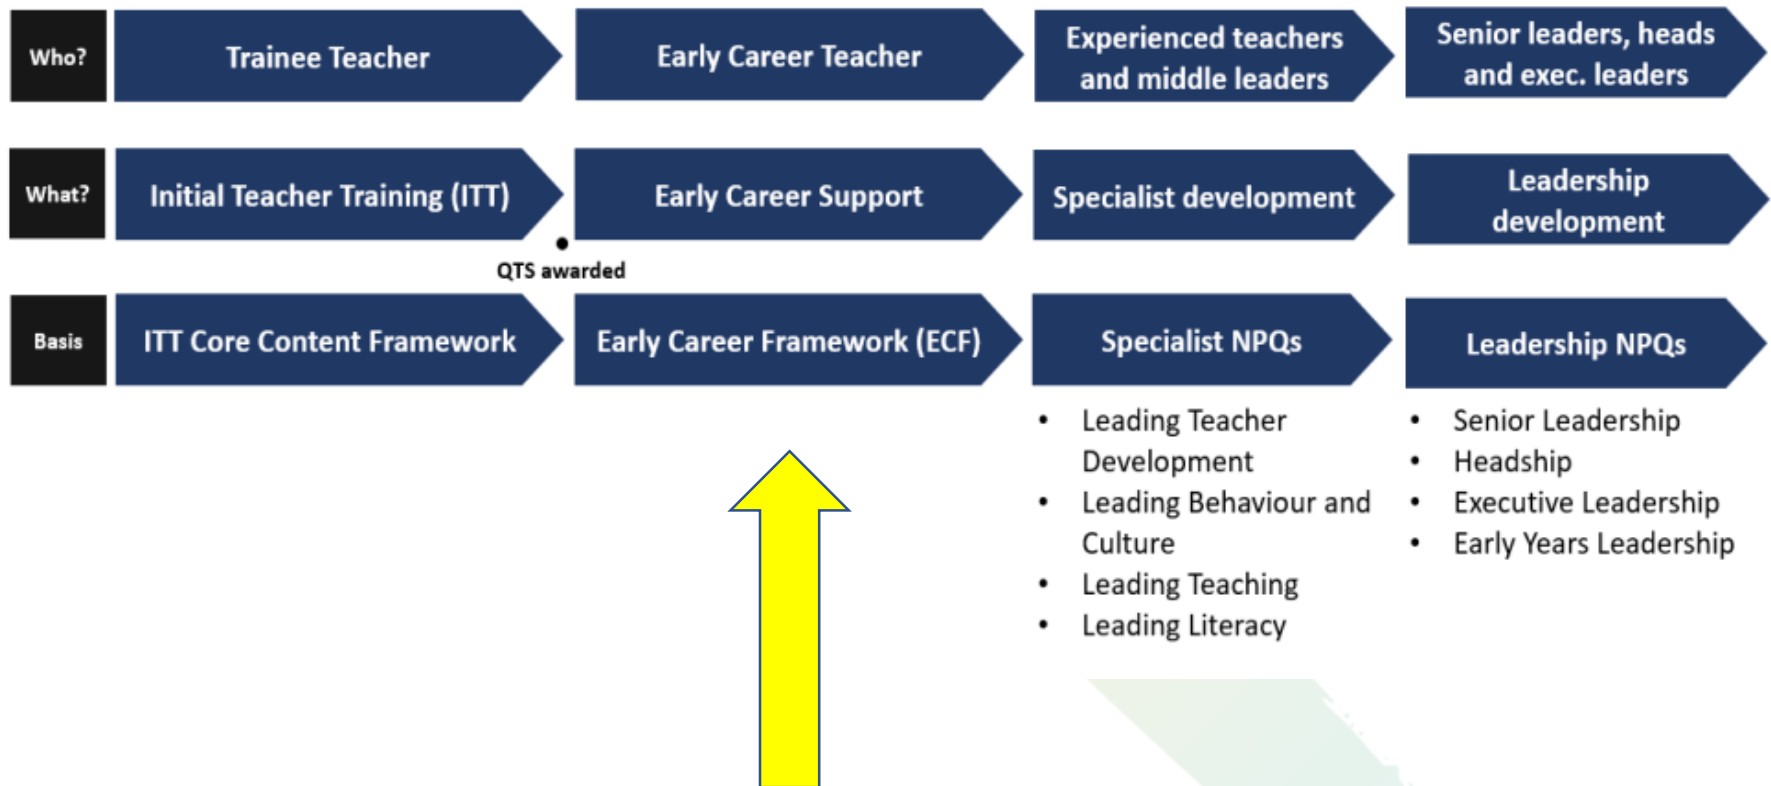 Who?
Trainee Teacher
Early Career Teacher
Experienced teachers
and middle leaders
Senior leaders, heads
and exec. leaders
What?
Initial Teacher Training (ITT)
Early Career Support
Specialist development
Leadership
development
QTS awarded
Basis
ITT Core Content Framework
Early Career Framework (ECF)
Specialist NPQs
Leadership NPQs
• Leading Teacher
Development
• Leading Behaviour and
Culture
• Leading Teaching
• Leading Literacy
• Senior Leadership
• Headship
• Executive Leadership
• Early Years Leadership